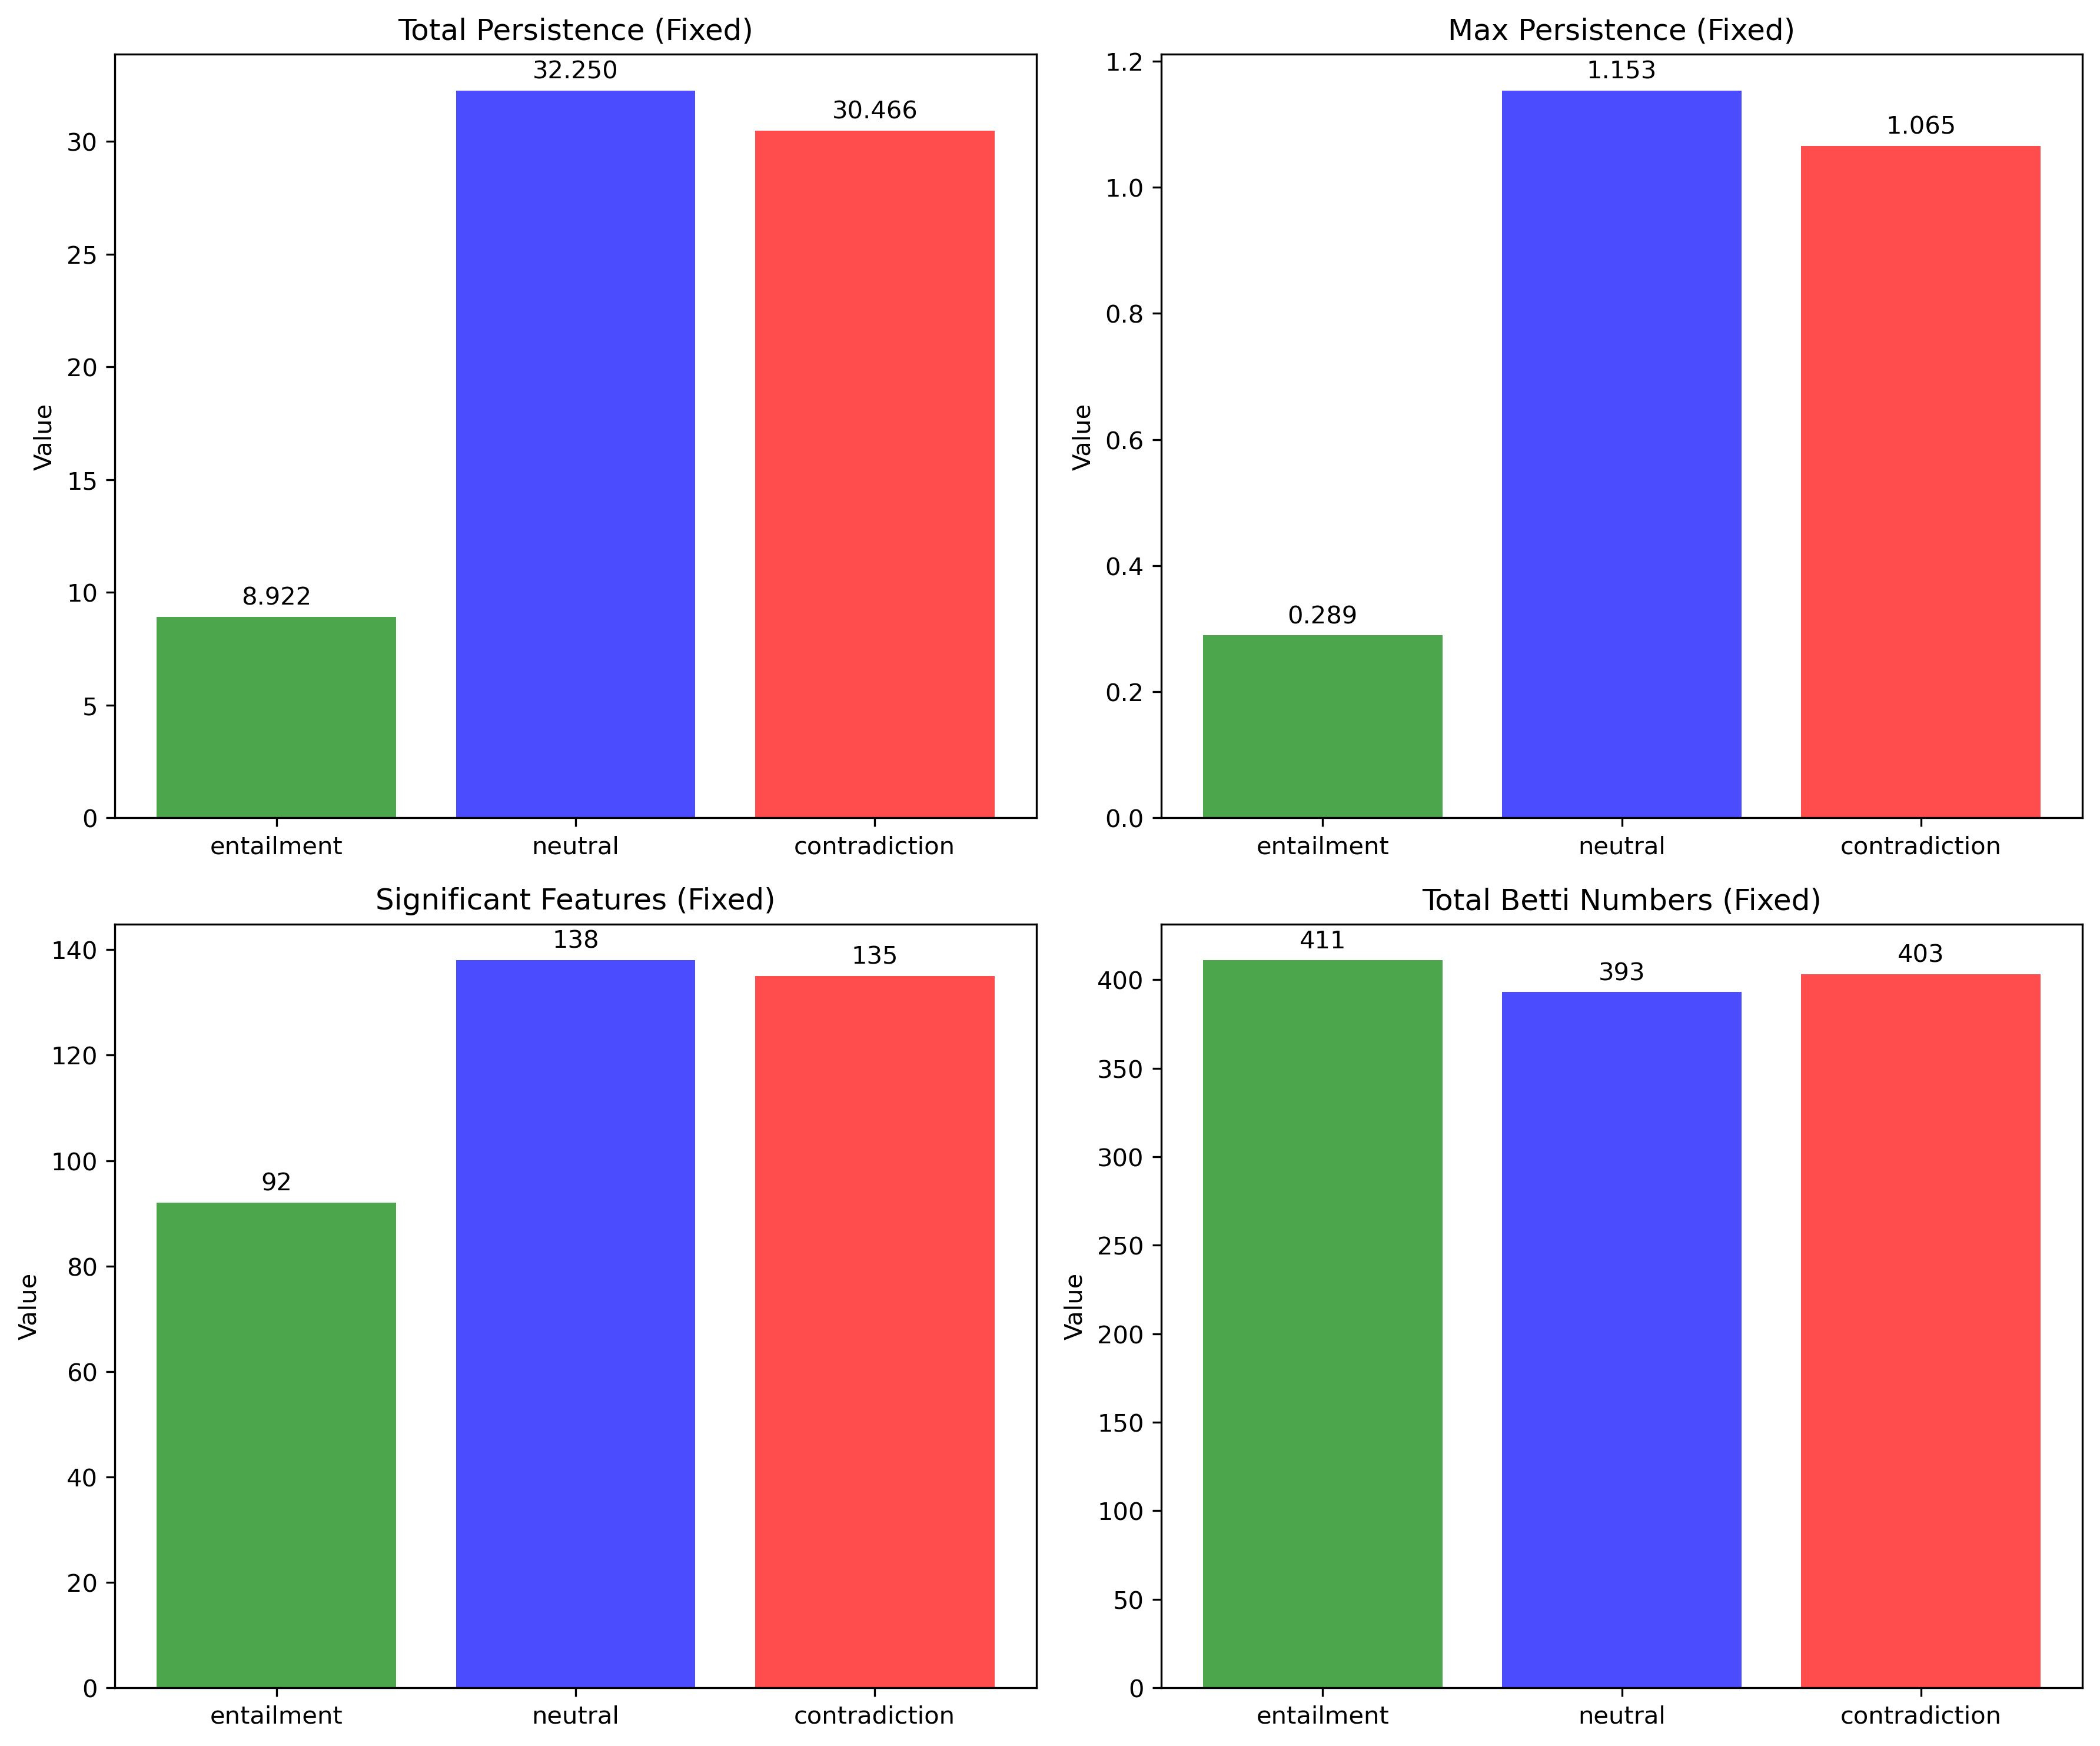 Total Persistence (Fixed)
Value
0
5
10
15
20
25
30
8.922
32.250
30.466
entailment
neutral
contradiction
Max Persistence (Fixed)
Value
0.0
0.2
0.4
0.6
0.8
1.0
1.2
0.289
1.153
1.065
entailment
neutral
contradiction
Significant Features (Fixed)
Value
0
20
40
60
80
100
120
140
92
138
135
entailment
neutral
contradiction
Total Betti Numbers (Fixed)
Value
0
50
100
150
200
250
300
350
400
411
393
403
entailment
neutral
contradiction